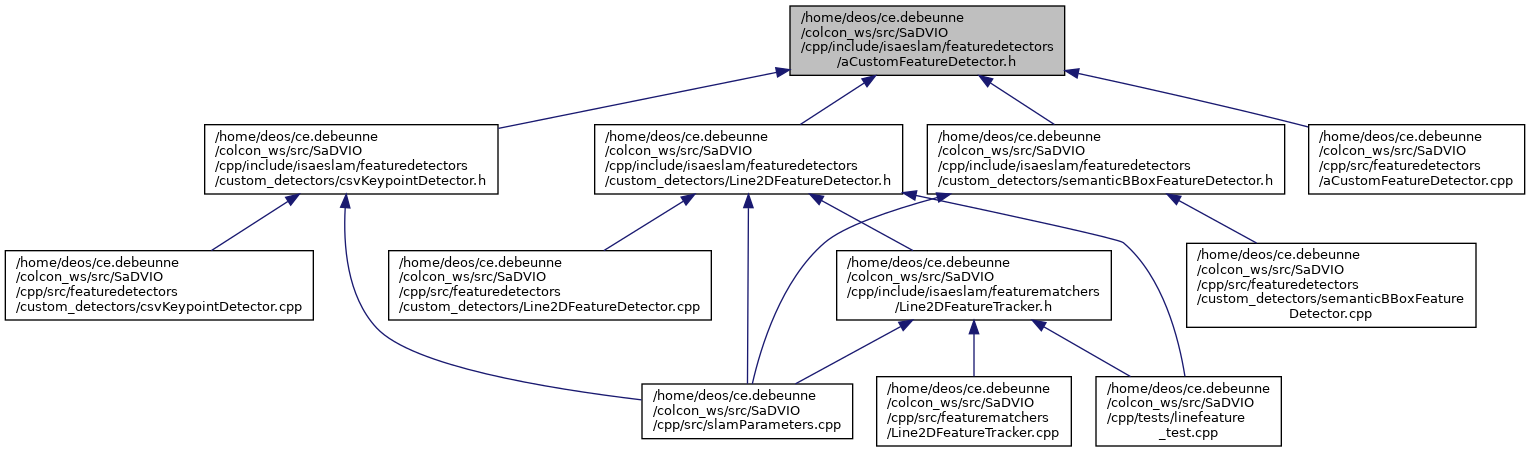 /home/deos/ce.debeunne
/colcon_ws/src/SaDVIO
/cpp/include/isaeslam/featuredetectors
/aCustomFeatureDetector.h
/home/deos/ce.debeunne
/colcon_ws/src/SaDVIO
/cpp/include/isaeslam/featuredetectors
/custom_detectors/csvKeypointDetector.h
/home/deos/ce.debeunne
/colcon_ws/src/SaDVIO
/cpp/include/isaeslam/featuredetectors
/custom_detectors/Line2DFeatureDetector.h
/home/deos/ce.debeunne
/colcon_ws/src/SaDVIO
/cpp/include/isaeslam/featuredetectors
/custom_detectors/semanticBBoxFeatureDetector.h
/home/deos/ce.debeunne
/colcon_ws/src/SaDVIO
/cpp/src/featuredetectors
/aCustomFeatureDetector.cpp
/home/deos/ce.debeunne
/colcon_ws/src/SaDVIO
/cpp/src/featuredetectors
/custom_detectors/csvKeypointDetector.cpp
/home/deos/ce.debeunne
/colcon_ws/src/SaDVIO
/cpp/src/featuredetectors
/custom_detectors/Line2DFeatureDetector.cpp
/home/deos/ce.debeunne
/colcon_ws/src/SaDVIO
/cpp/include/isaeslam/featurematchers
/Line2DFeatureTracker.h
/home/deos/ce.debeunne
/colcon_ws/src/SaDVIO
/cpp/src/featuredetectors
/custom_detectors/semanticBBoxFeature
Detector.cpp
/home/deos/ce.debeunne
/colcon_ws/src/SaDVIO
/cpp/src/slamParameters.cpp
/home/deos/ce.debeunne
/colcon_ws/src/SaDVIO
/cpp/src/featurematchers
/Line2DFeatureTracker.cpp
/home/deos/ce.debeunne
/colcon_ws/src/SaDVIO
/cpp/tests/linefeature
_test.cpp